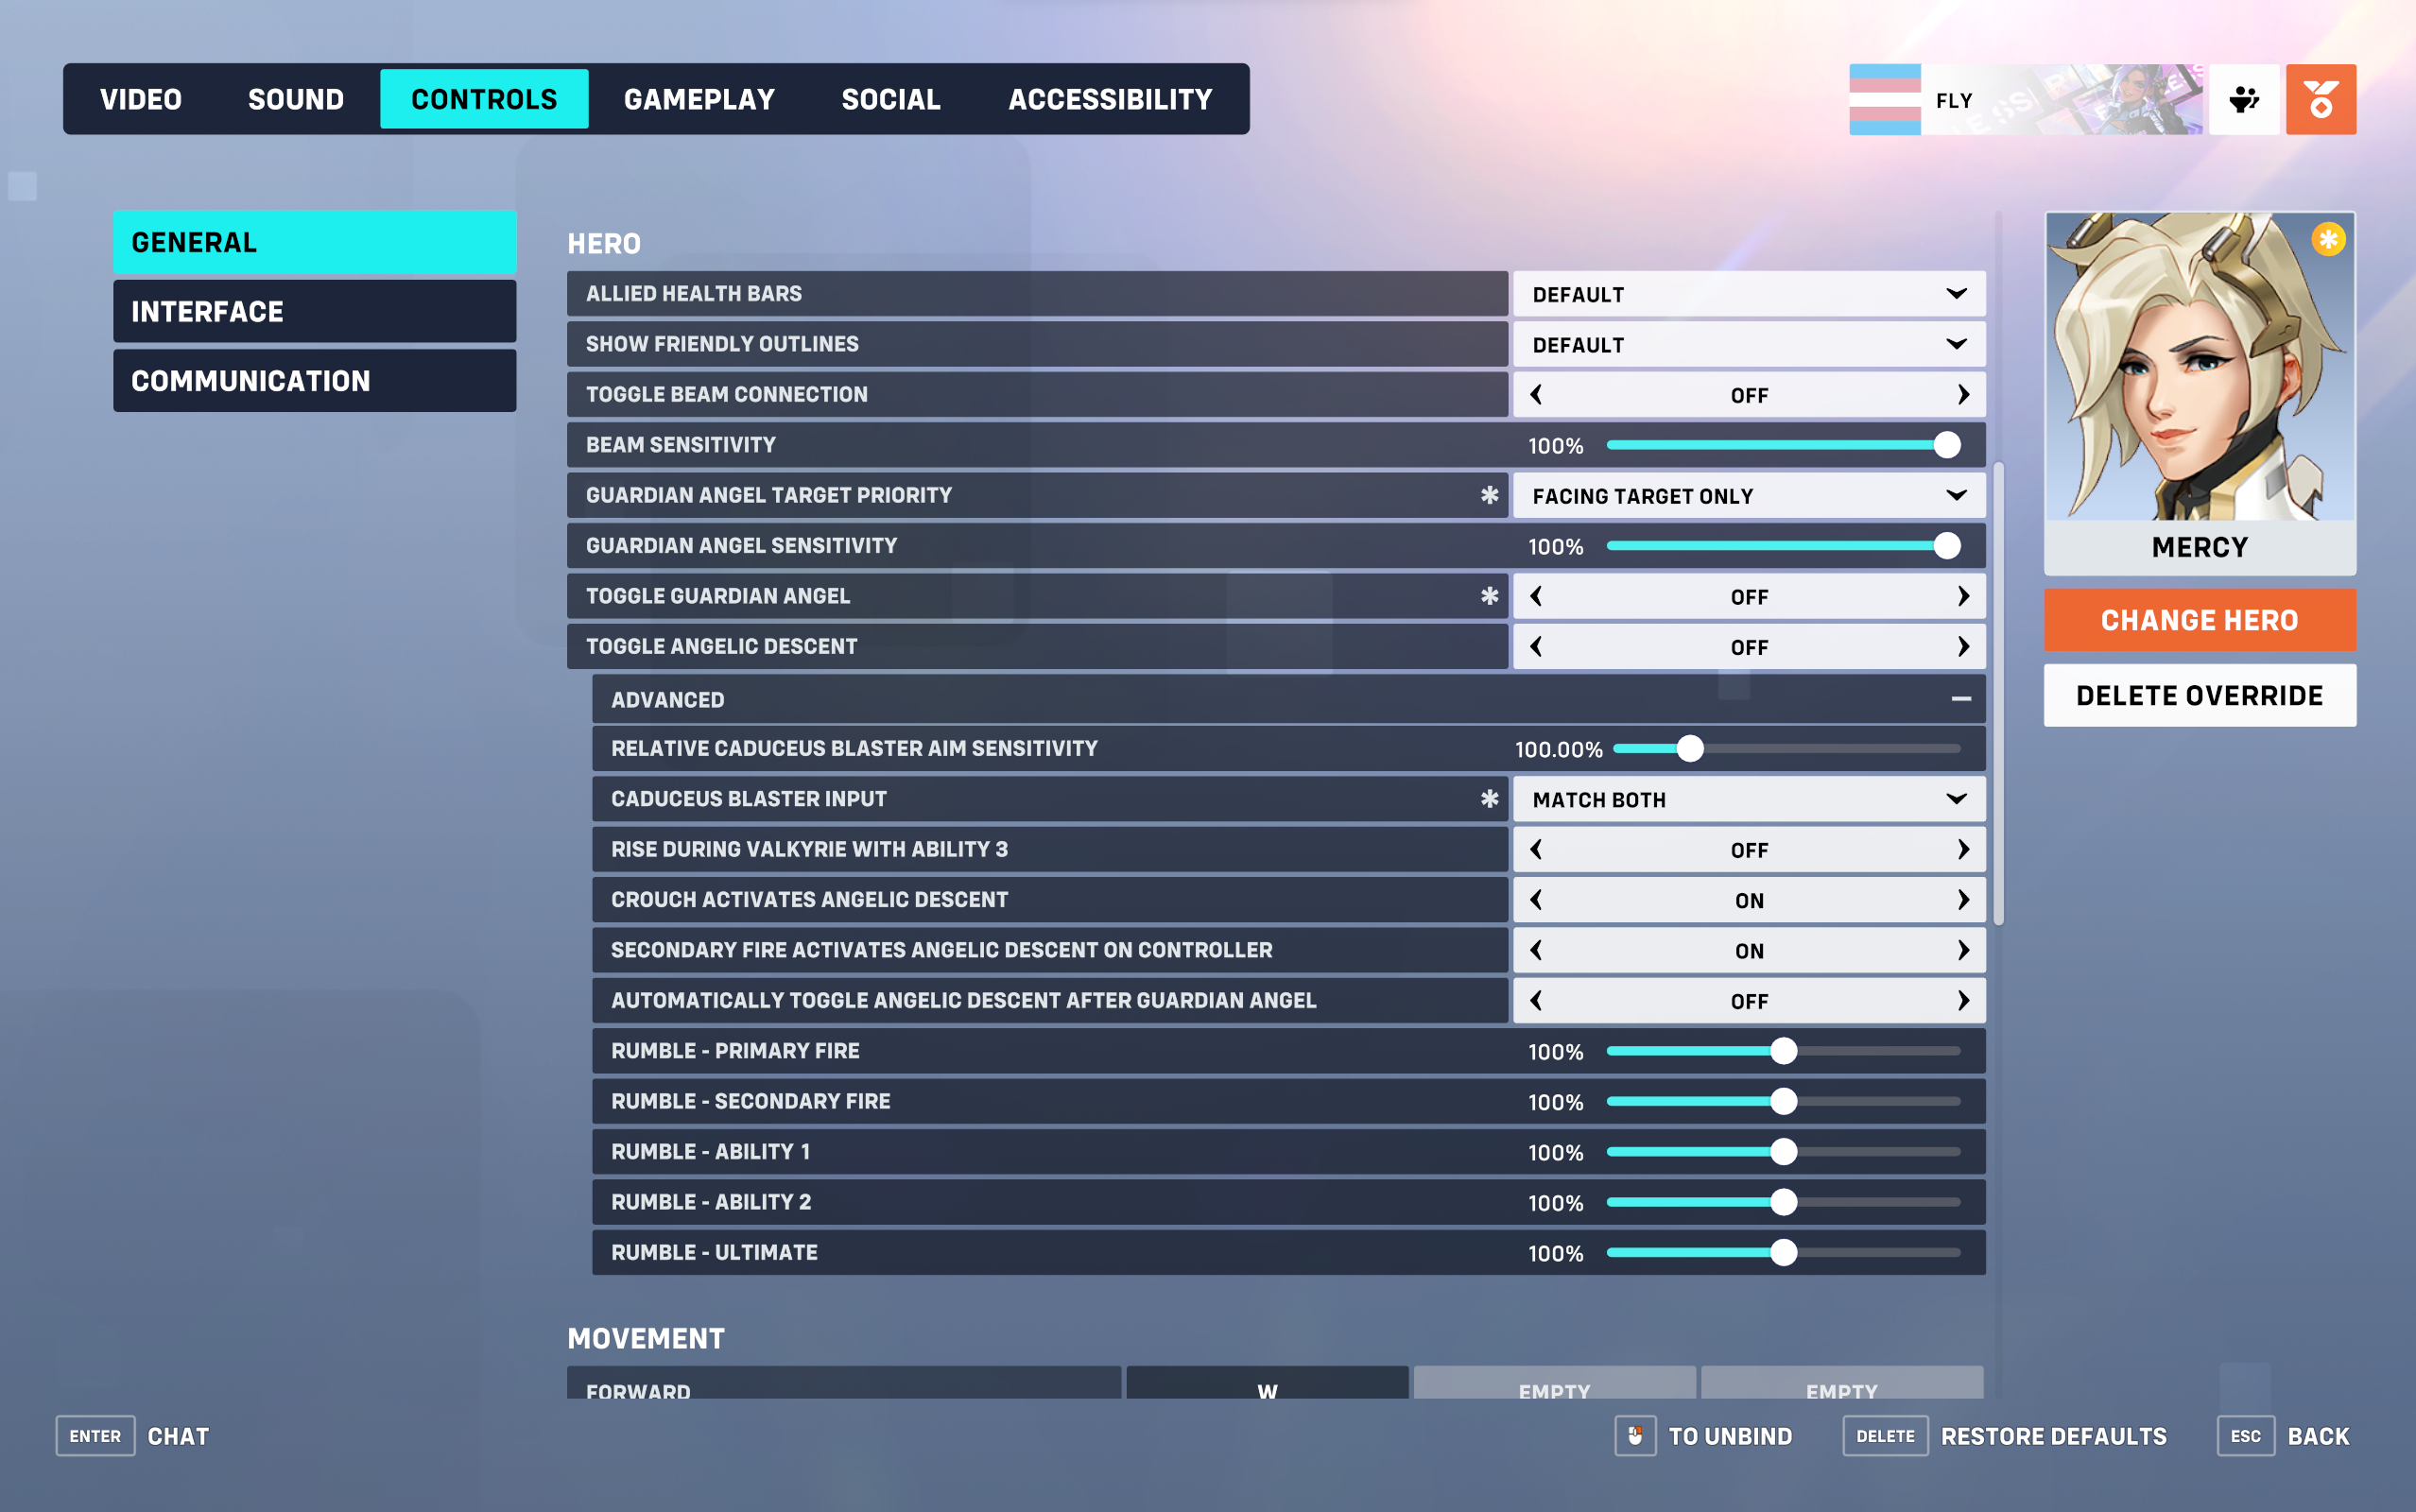 VIDEO SOUND CONTROLS GAMEPLAY SOCIAL ACCESSIBILITY
FLY
GENERAL
INTERFACE
COMMUNICATION
HERO
ALLIED HEALTH BARS DEFAULT
SHOW FRIENDLY OUTLINES DEFAULT
TOGGLE BEAM CONNECTION OFF
BEAM SENSITIVITY 100%
GUARDIAN ANGEL TARGET PRIORITY * FACING TARGET ONLY
GUARDIAN ANGEL SENSITIVITY 100%
TOGGLE GUARDIAN ANGEL * OFF
TOGGLE ANGELIC DESCENT OFF
ADVANCED
RELATIVE CADUCEUS BLASTER AIM SENSITIVITY 100.00%
CADUCEUS BLASTER INPUT * MATCH BOTH
RISE DURING VALKYRIE WITH ABILITY 3 OFF
CROUCH ACTIVATES ANGELIC DESCENT ON
SECONDARY FIRE ACTIVATES ANGELIC DESCENT ON CONTROLLER ON
AUTOMATICALLY TOGGLE ANGELIC DESCENT AFTER GUARDIAN ANGEL OFF
RUMBLE - PRIMARY FIRE 100%
RUMBLE - SECONDARY FIRE 100%
RUMBLE - ABILITY 1 100%
RUMBLE - ABILITY 2 100%
RUMBLE - ULTIMATE 100%
MOVEMENT
FORWARD W EMPTY EMPTY
MERCY
CHANGE HERO
DELETE OVERRIDE
ENTER CHAT
TO UNBIND DELETE RESTORE DEFAULTS ESC BACK